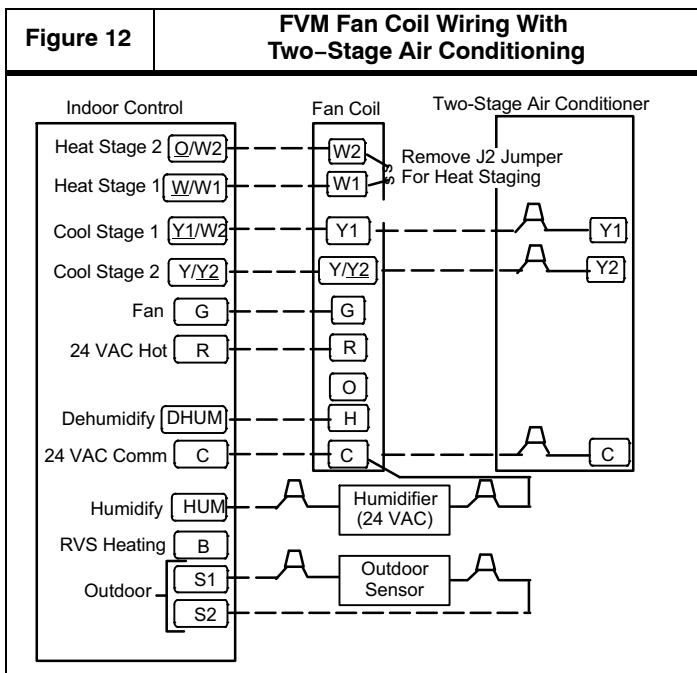 Figure 12
FVM Fan Coil Wiring With
Two−Stage Air Conditioning
Indoor Control
Fan Coil
Two-Stage Air Conditioner
Heat Stage 2 O/W2 W2
Remove J2 Jumper
For Heat Staging
Heat Stage 1 W/W1 W1
Cool Stage 1 Y1/W2 Y1 Y1
Cool Stage 2 Y/Y2 Y/Y2 Y2
Fan G G
24 VAC Hot R R
O
Dehumidify DHUM H
24 VAC Comm C C C
Humidify HUM
Humidifier
(24 VAC)
RVS Heating B
Outdoor
S1
S2
Outdoor
Sensor